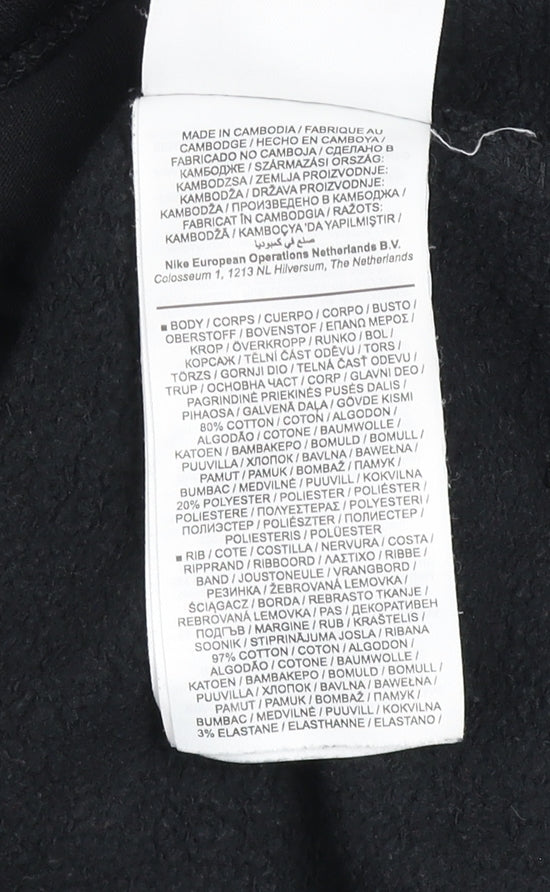 MADE IN CAMBODIA / FABRIQUE AU
CAMBODGE / HECHO EN CAMBOYA /
FABRICADO NO CAMBOJA / СДЕЛАНО В
КАМБОДЖЕ / SZÁRMAZÁSI ORSZÁG:
KAMBODZSA / ZEMLJA PROIZVODNJE:
KAMBODŽA / DRŽAVA PROIZVODNJE:
KAMBODŽA / ПРОИЗВЕДЕНО В КАМБОДЖА /
FABRICAT ÎN CAMBODGIA / RAŽOTS:
KAMBODŽĀ / KAMBOÇYA 'DA YAPILMIŞTIR /
صنع في كمبوديا
Nike European Operations Netherlands B.V.
Colosseum 1, 1213 NL Hilversum, The Netherlands
■ BODY / CORPS / CUERPO / CORPO / BUSTO /
OBERSTOFF / BOVENSTOF / ΕΠΑΝΩ ΜΕΡΟΣ /
KROP / ÖVERKROPP / RUNKO / BOL /
КОРСАЖ / TĚLNÍ ČÁST ODĚVU / TORS /
TÖRZS / GORNJI DIO / TELNÁ ČASŤ ODEVU /
TRUP / ОСНОВНА ЧАСТ / CORP / GLAVNI DEO /
PAGRINDINĖ PRIEKINĖS PUSĖS DALIS /
PIHAOSA / GALVENĀ DAĻA / GÖVDE KISMI
80% COTTON / COTON / ALGODON /
ALGODÃO / COTONE / BAUMWOLLE /
KATOEN / ΒΑΜΒΑΚΕΡΟ / BOMULD / BOMULL /
PUUVILLA / ХЛОПОК / BAVLNA / BAWEŁNA /
PAMUT / PAMUK / BOMBAŽ / ПАМУК /
BUMBAC / MEDVILNĖ / PUUVILL / KOKVILNA
20% POLYESTER / POLIESTER / POLIÉSTER /
POLIESTERE / ΠΟΛΥΕΣΤΕΡΑΣ / POLYESTERI /
ПОЛИЭСТЕР / POLIÉSZTER / ПОЛИЕСТЕР /
POLIESTERIS / POLÜESTER
■ RIB / COTE / COSTILLA / NERVURA / COSTA /
RIPPRAND / RIBBOORD / ΛΑΣΤΙΧΟ / RIBBE /
BAND / JOUSTONEULE / VRANGBORD /
РЕЗИНКА / ŽEBROVANÁ LEMOVKA /
ŚCIĄGACZ / BORDA / REBRASTO TKANJE /
REBROVANÁ LEMOVKA / PAS / ДЕКОРАТИВЕН
ПОДГЪВ / MARGINE / RUB / KRAŠTELIS /
SOONIK / STIPRINĀJUMA JOSLA / RIBANA
97% COTTON / COTON / ALGODON /
ALGODÃO / COTONE / BAUMWOLLE /
KATOEN / ΒΑΜΒΑΚΕΡΟ / BOMULD / BOMULL /
PUUVILLA / ХЛОПОК / BAVLNA / BAWEŁNA /
PAMUT / PAMUK / BOMBAŽ / ПАМУК /
BUMBAC / MEDVILNĖ / PUUVILL / KOKVILNA
3% ELASTANE / ELASTHANNE / ELASTANO /